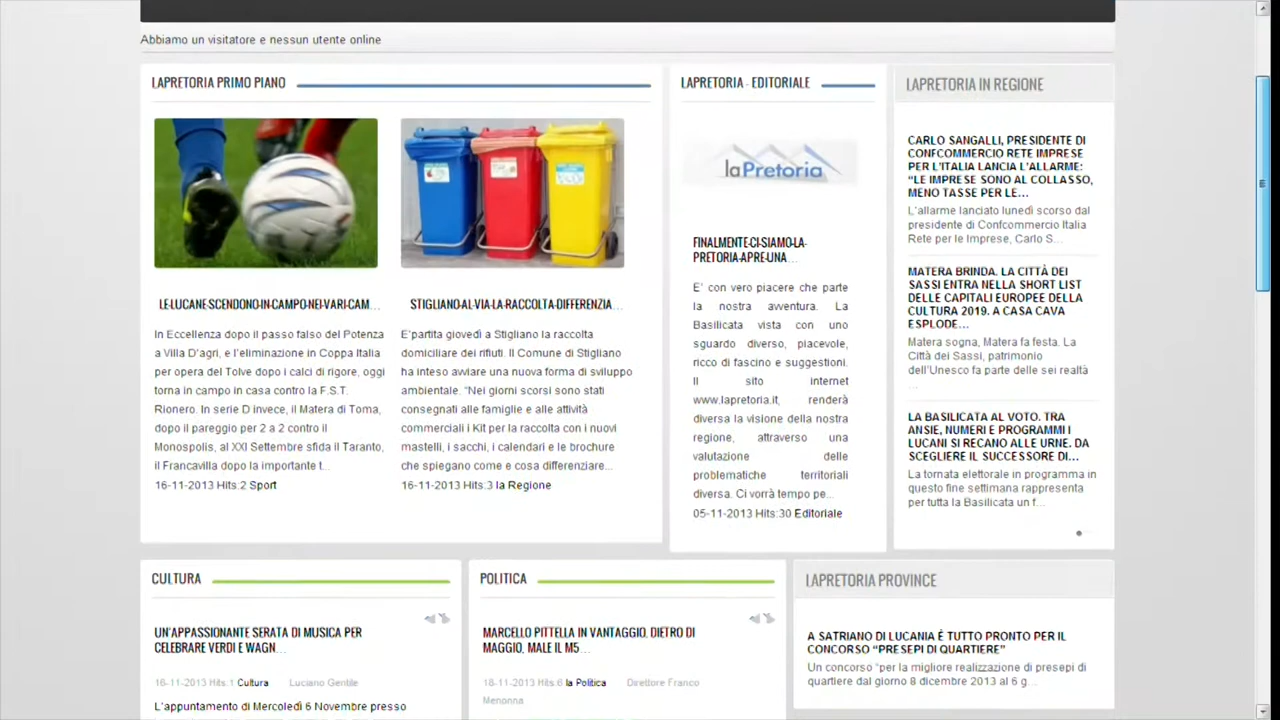 Abbiamo un visitatore e nessun utente online
LAPRETORIA PRIMO PIANO
LE LUCANE SCENDONO IN CAMPO NEI VARI CAM...
In Eccellenza dopo il passo falso del Potenza
a Villa D'agri, e l'eliminazione in Coppa Italia
per opera del Tolve dopo i calci di rigore, oggi
torna in campo in casa contro la F.S.T.
Rionero. In serie D invece, il Matera di Toma,
dopo il pareggio per 2 a 2 contro il
Monospolis, al XXI Settembre sfida il Taranto,
il Francavilla dopo la importante t...
16-11-2013 Hits:2 Sport
STIGLIANO AL VIA LA RACCOLTA DIFFERENZIA...
E'partita giovedì a Stigliano la raccolta
domiciliare dei rifiuti. Il Comune di Stigliano
ha inteso avviare una nuova forma di sviluppo
ambientale. "Nei giorni scorsi sono stati
consegnati alle famiglie e alle attività
commerciali i Kit per la raccolta con i nuovi
mastelli, i sacchi, i calendari e le brochure
che spiegano come e cosa differenziare...
16-11-2013 Hits:3 la Regione
LAPRETORIA - EDITORIALE
laPretoria
FINALMENTE CI SIAMO LA
PRETORIA APRE UNA...
E' con vero piacere che parte
la nostra avventura. La
Basilicata vista con uno
sguardo diverso, piacevole,
ricco di fascino e suggestioni.
Il sito internet
www.lapretoria.it, renderà
diversa la visione della nostra
regione, attraverso una
valutazione delle
problematiche territoriali
diversa. Ci vorrà tempo pe...
05-11-2013 Hits:30 Editoriale
LAPRETORIA IN REGIONE
CARLO SANGALLI, PRESIDENTE DI
CONFCOMMERCIO RETE IMPRESE
PER L'ITALIA LANCIA L'ALLARME:
"LE IMPRESE SONO AL COLLASSO,
MENO TASSE PER LE...
L'allarme lanciato lunedì scorso dal
presidente di Confcommercio Italia
Rete per le Imprese, Carlo S...
MATERA BRINDA. LA CITTÀ DEI
SASSI ENTRA NELLA SHORT LIST
DELLE CAPITALI EUROPEE DELLA
CULTURA 2019. A CASA CAVA
ESPLODE...
Matera sogna, Matera fa festa. La
Città dei Sassi, patrimonio
dell'Unesco fa parte delle sei realtà
...
LA BASILICATA AL VOTO. TRA
ANSIE, NUMERI E PROGRAMMI I
LUCANI SI RECANO ALLE URNE. DA
SCEGLIERE IL SUCCESSORE DI...
La tornata elettorale in programma in
questo fine settimana rappresenta
per tutta la Basilicata un f...
CULTURA
UN'APPASSIONANTE SERATA DI MUSICA PER
CELEBRARE VERDI E WAGN...
16-11-2013 Hits:1 Cultura Luciano Gentile
L'appuntamento di Mercoledì 6 Novembre presso
POLITICA
MARCELLO PITTELLA IN VANTAGGIO. DIETRO DI
MAGGIO, MALE IL M5...
18-11-2013 Hits:6 la Politica Direttore Franco
Menonna
LAPRETORIA PROVINCE
A SATRIANO DI LUCANIA È TUTTO PRONTO PER IL
CONCORSO "PRESEPI DI QUARTIERE"
Un concorso "per la migliore realizzazione di presepi di
quartiere dal giorno 8 dicembre 2013 al 6 g...